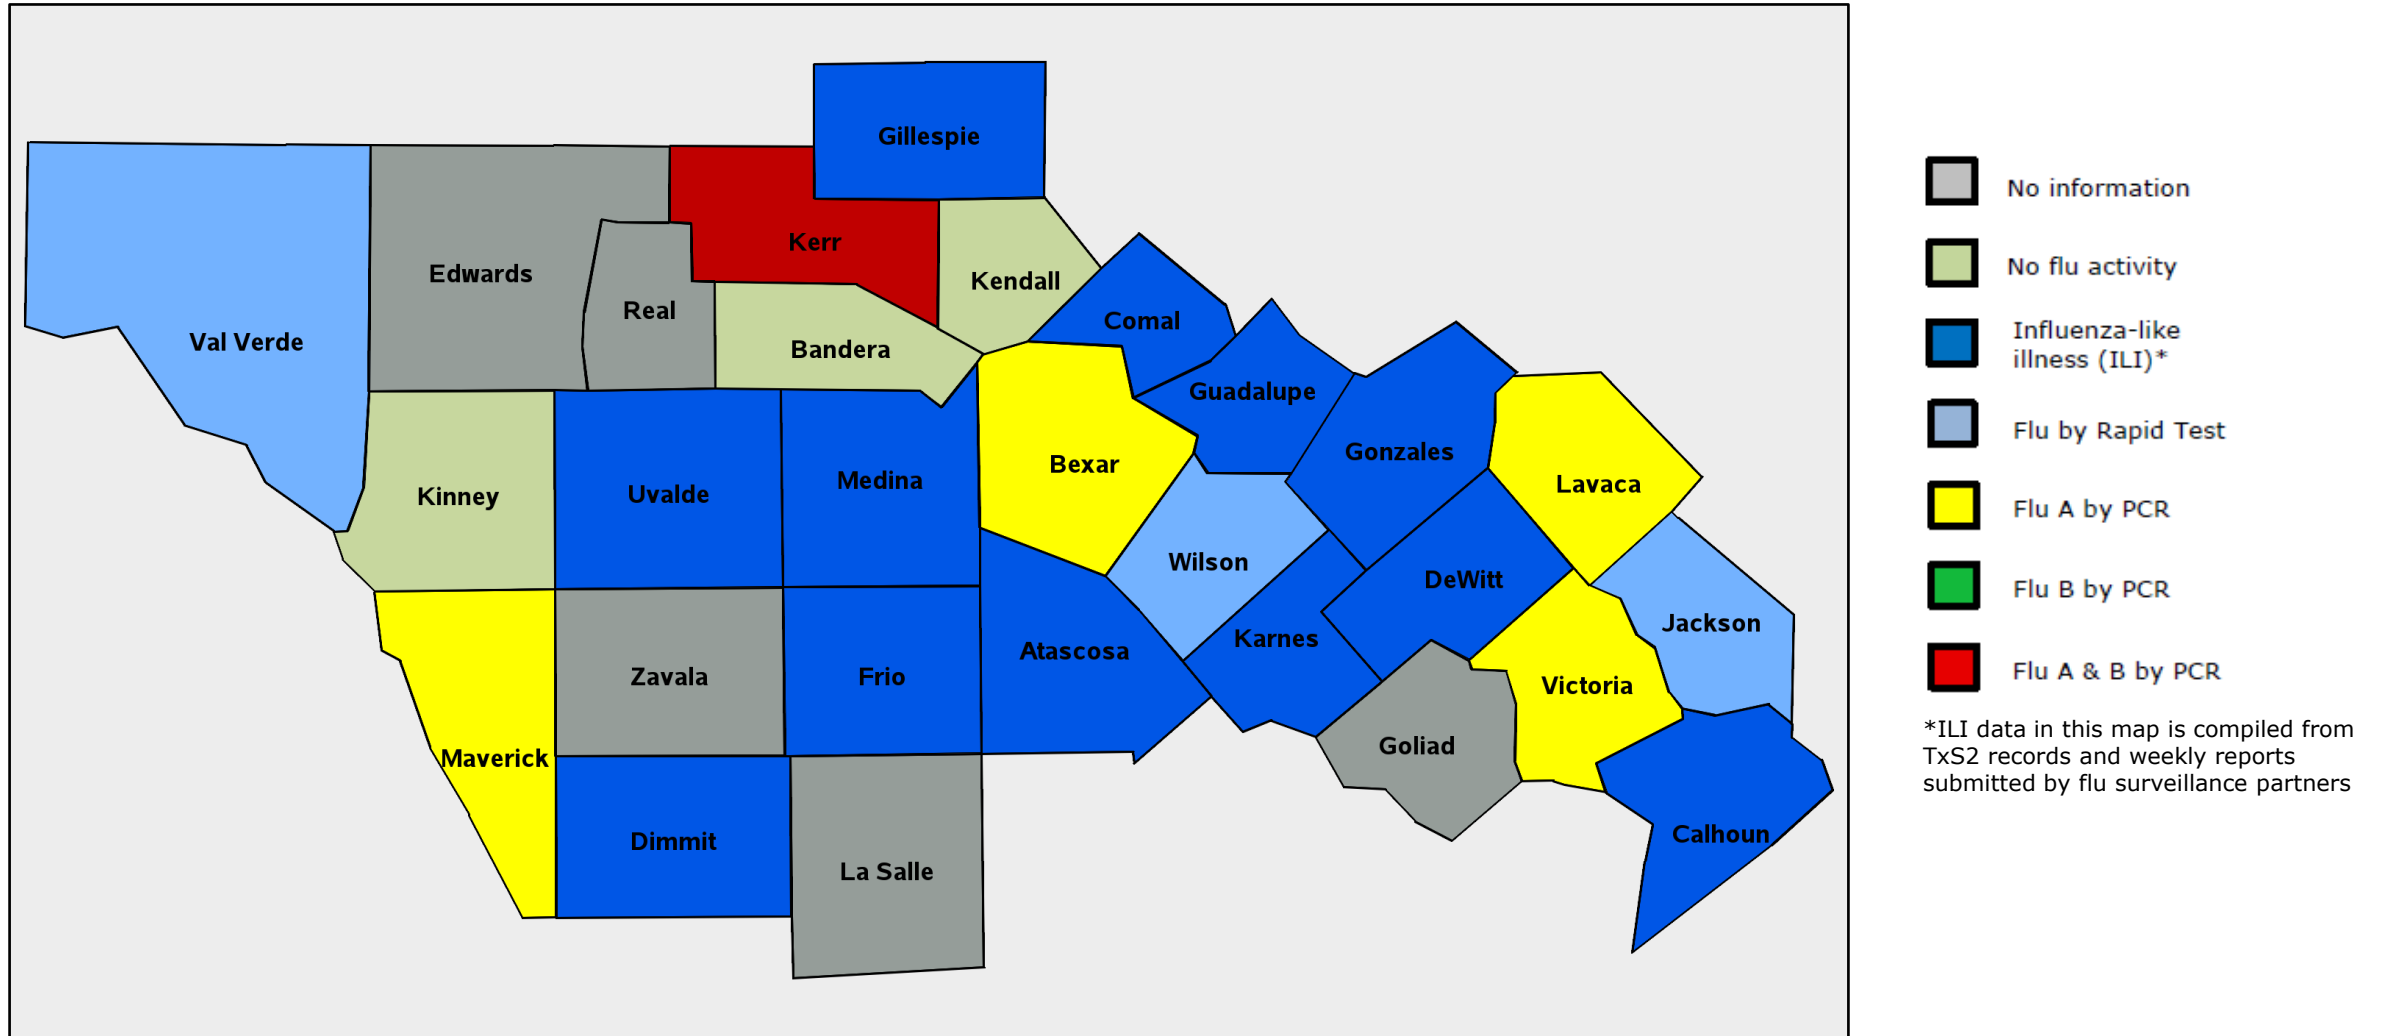 Gillespie
Kerr
Edwards
Kendall
Real
Comal
Val Verde
Bandera
Guadalupe
Gonzales
Bexar
Medina
Lavaca
Uvalde
Kinney
Wilson
DeWitt
Jackson
Karnes
Atascosa
Zavala
Frio
Victoria
Goliad
Maverick
Calhoun
Dimmit
La Salle
No information
No flu activity
Influenza-like
illness (ILI)*
Flu by Rapid Test
Flu A by PCR
Flu B by PCR
Flu A & B by PCR
*ILI data in this map is compiled from
TxS2 records and weekly reports
submitted by flu surveillance partners